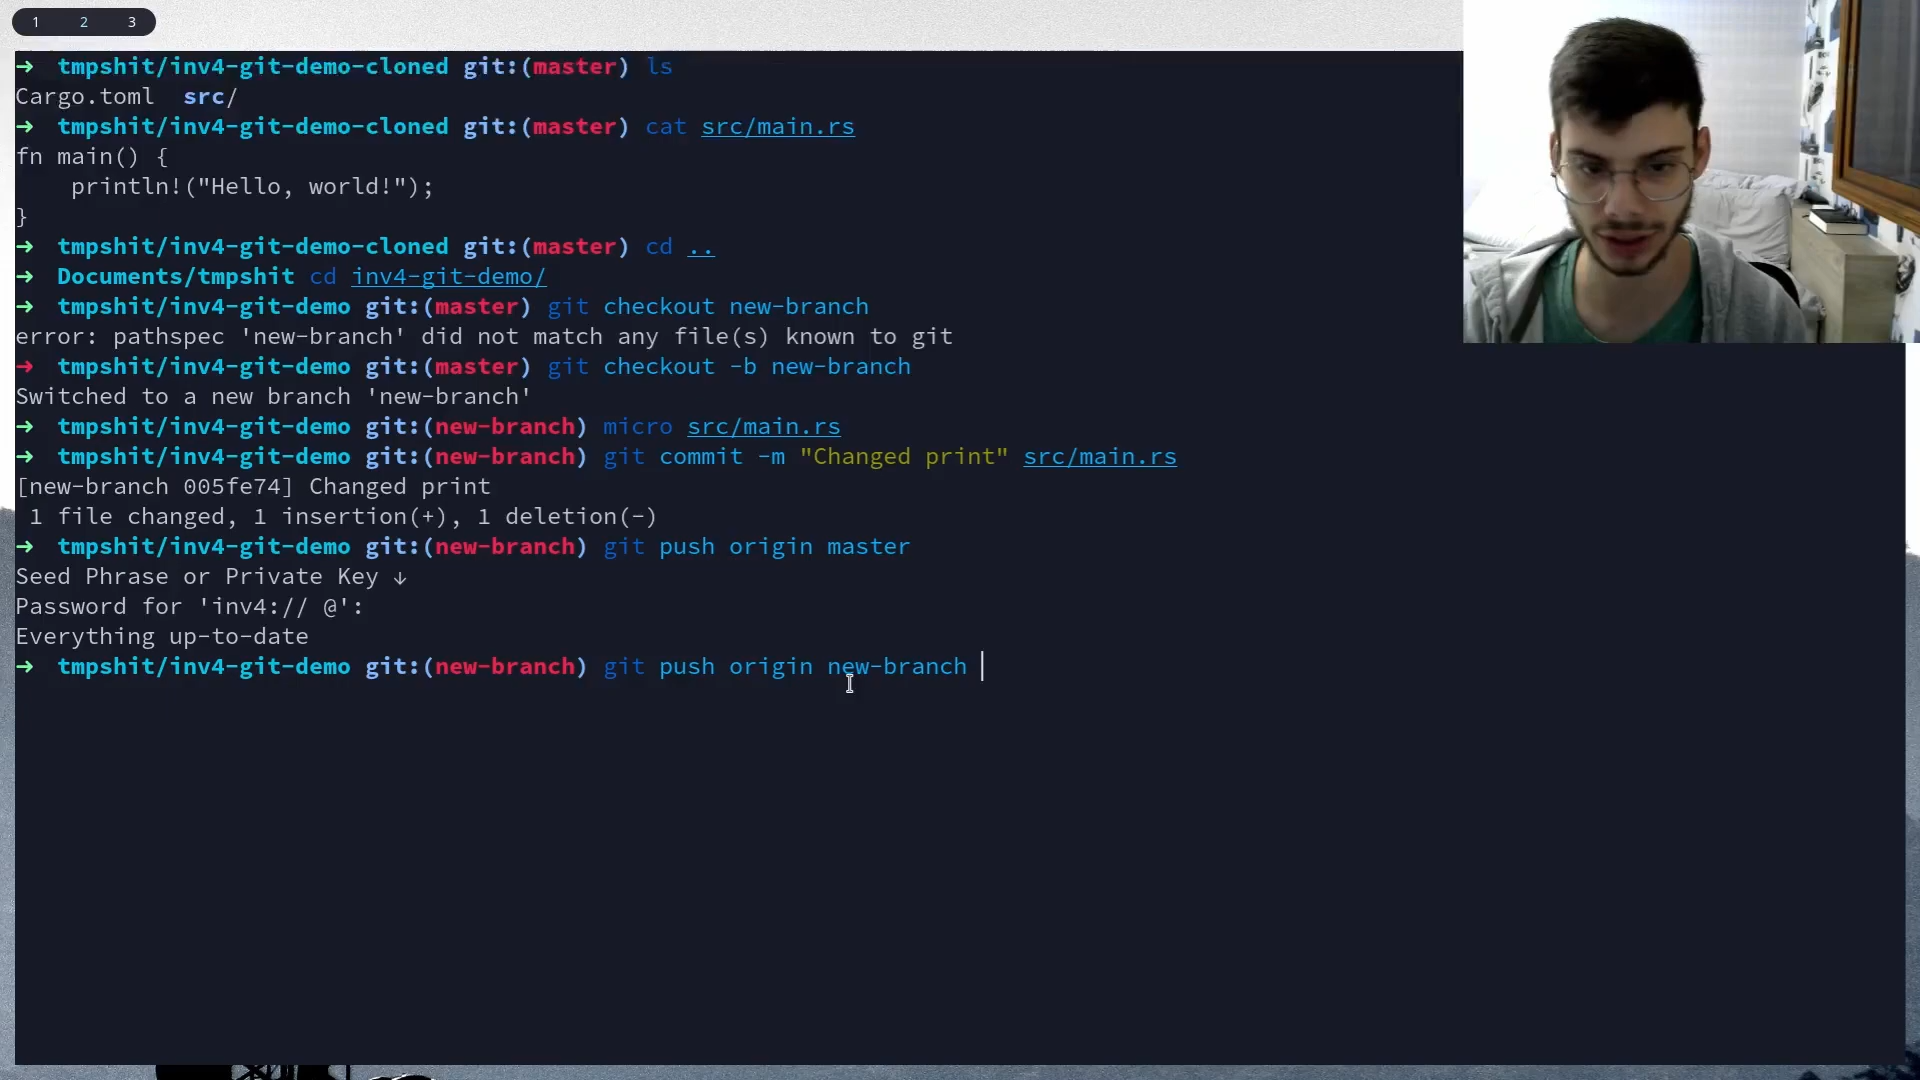 1 2 3
➜ tmpshit/inv4-git-demo-cloned git:(master) ls
Cargo.toml src/
➜ tmpshit/inv4-git-demo-cloned git:(master) cat src/main.rs
fn main() {
    println!("Hello, world!");
}
➜ tmpshit/inv4-git-demo-cloned git:(master) cd ..
➜ Documents/tmpshit cd inv4-git-demo/
➜ tmpshit/inv4-git-demo git:(master) git checkout new-branch
error: pathspec 'new-branch' did not match any file(s) known to git
➜ tmpshit/inv4-git-demo git:(master) git checkout -b new-branch
Switched to a new branch 'new-branch'
➜ tmpshit/inv4-git-demo git:(new-branch) micro src/main.rs
➜ tmpshit/inv4-git-demo git:(new-branch) git commit -m "Changed print" src/main.rs
[new-branch 005fe74] Changed print
 1 file changed, 1 insertion(+), 1 deletion(-)
➜ tmpshit/inv4-git-demo git:(new-branch) git push origin master
Seed Phrase or Private Key ↓
Password for 'inv4:// @':
Everything up-to-date
➜ tmpshit/inv4-git-demo git:(new-branch) git push origin new-branch